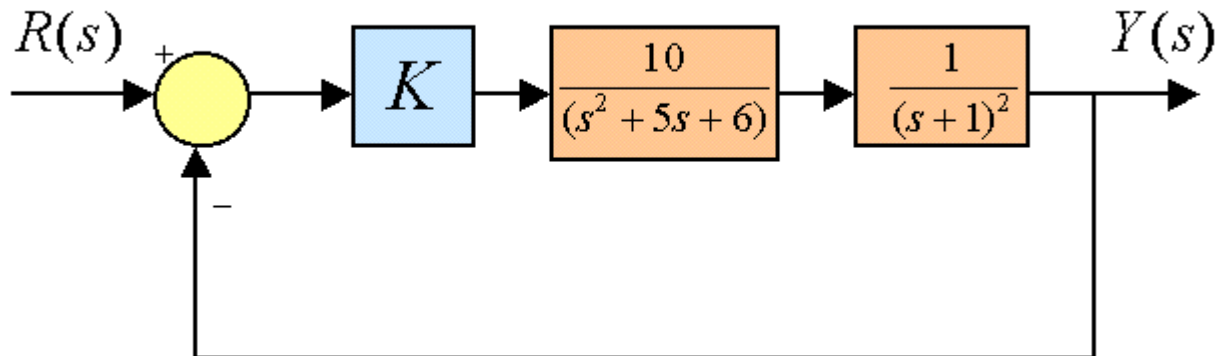 R(s)
+
K
10
(s² + 5s + 6)
1
(s + 1)²
Y(s)
−